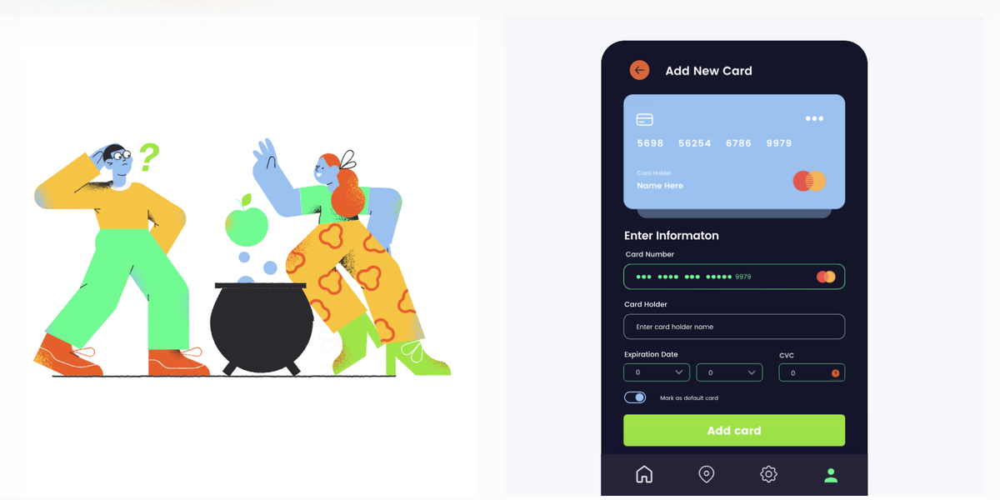 ?
Add New Card
5698 56254 6786 9979
Card Holder
Name Here
Enter Informaton
Card Number
••• •••• ••• ••••• 9979
Card Holder
Enter card holder name
Expiration Date
CVC
0
0
0
?
Mark as default card
Add card